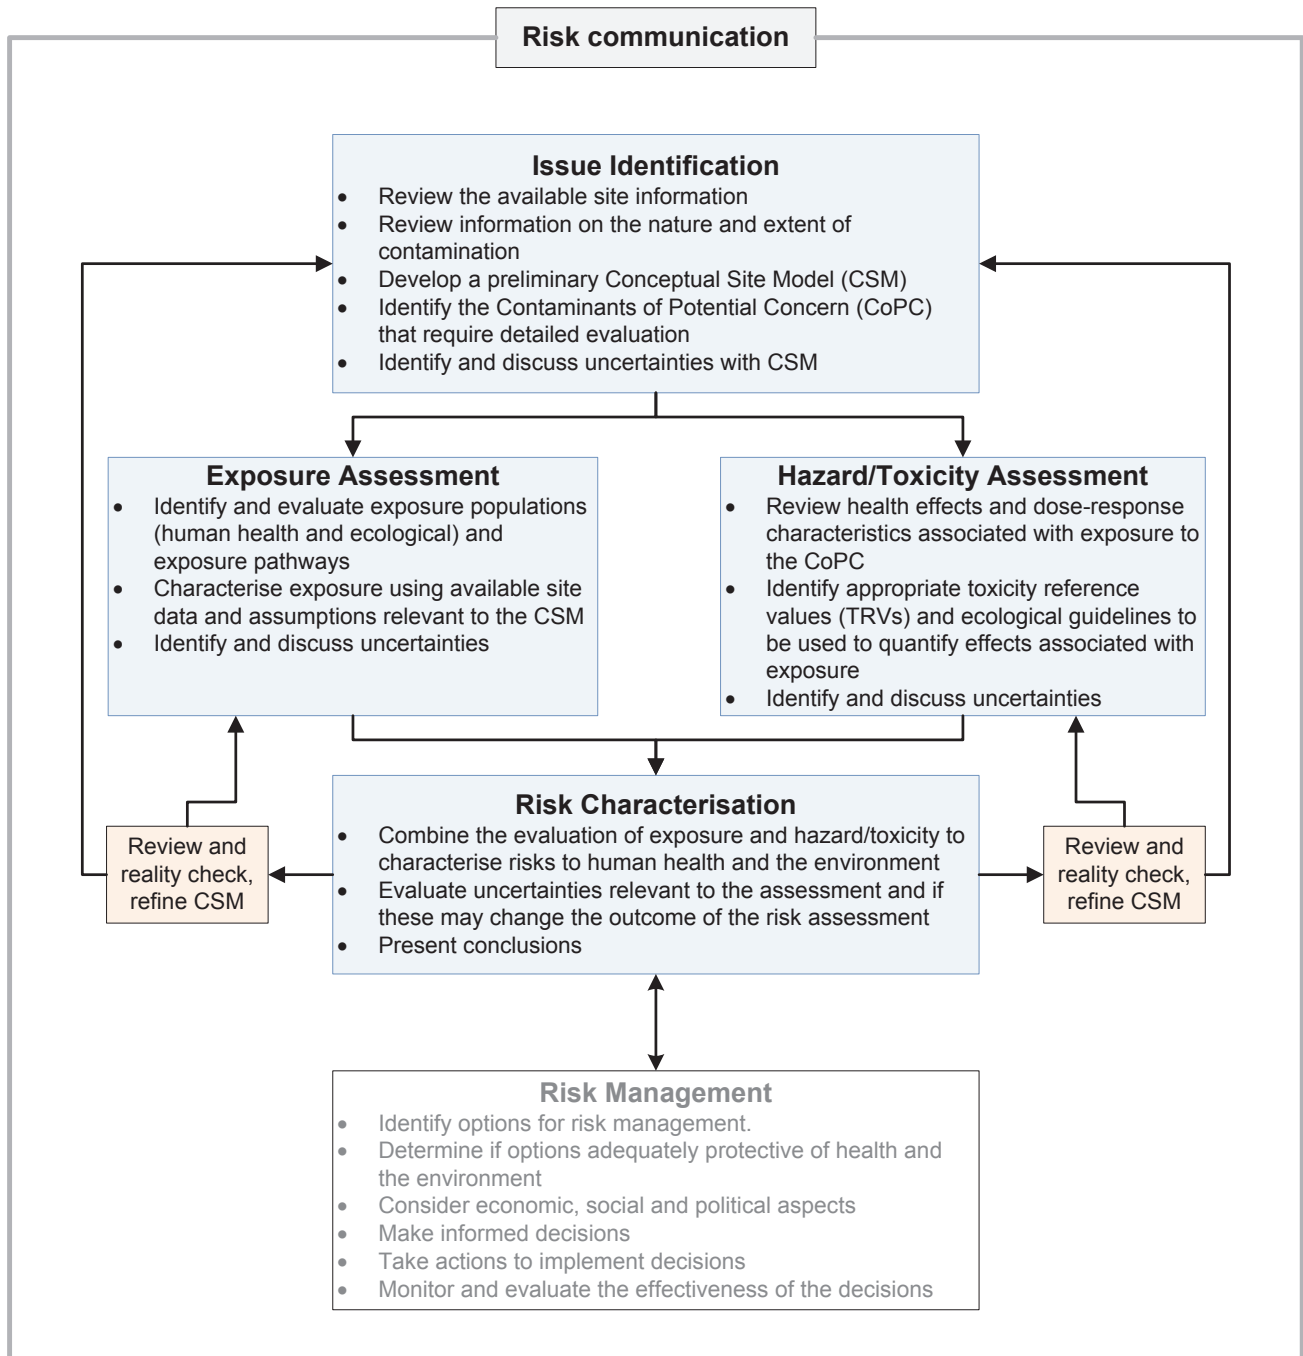 Risk communication
Issue Identification
• Review the available site information
• Review information on the nature and extent of
contamination
• Develop a preliminary Conceptual Site Model (CSM)
• Identify the Contaminants of Potential Concern (CoPC)
that require detailed evaluation
• Identify and discuss uncertainties with CSM
Exposure Assessment
• Identify and evaluate exposure populations
(human health and ecological) and
exposure pathways
• Characterise exposure using available site
data and assumptions relevant to the CSM
• Identify and discuss uncertainties
Hazard/Toxicity Assessment
• Review health effects and dose-response
characteristics associated with exposure to
the CoPC
• Identify appropriate toxicity reference
values (TRVs) and ecological guidelines to
be used to quantify effects associated with
exposure
• Identify and discuss uncertainties
Review and
reality check,
refine CSM
Risk Characterisation
• Combine the evaluation of exposure and hazard/toxicity to
characterise risks to human health and the environment
• Evaluate uncertainties relevant to the assessment and if
these may change the outcome of the risk assessment
• Present conclusions
Review and
reality check,
refine CSM
Risk Management
• Identify options for risk management.
• Determine if options adequately protective of health and
the environment
• Consider economic, social and political aspects
• Make informed decisions
• Take actions to implement decisions
• Monitor and evaluate the effectiveness of the decisions